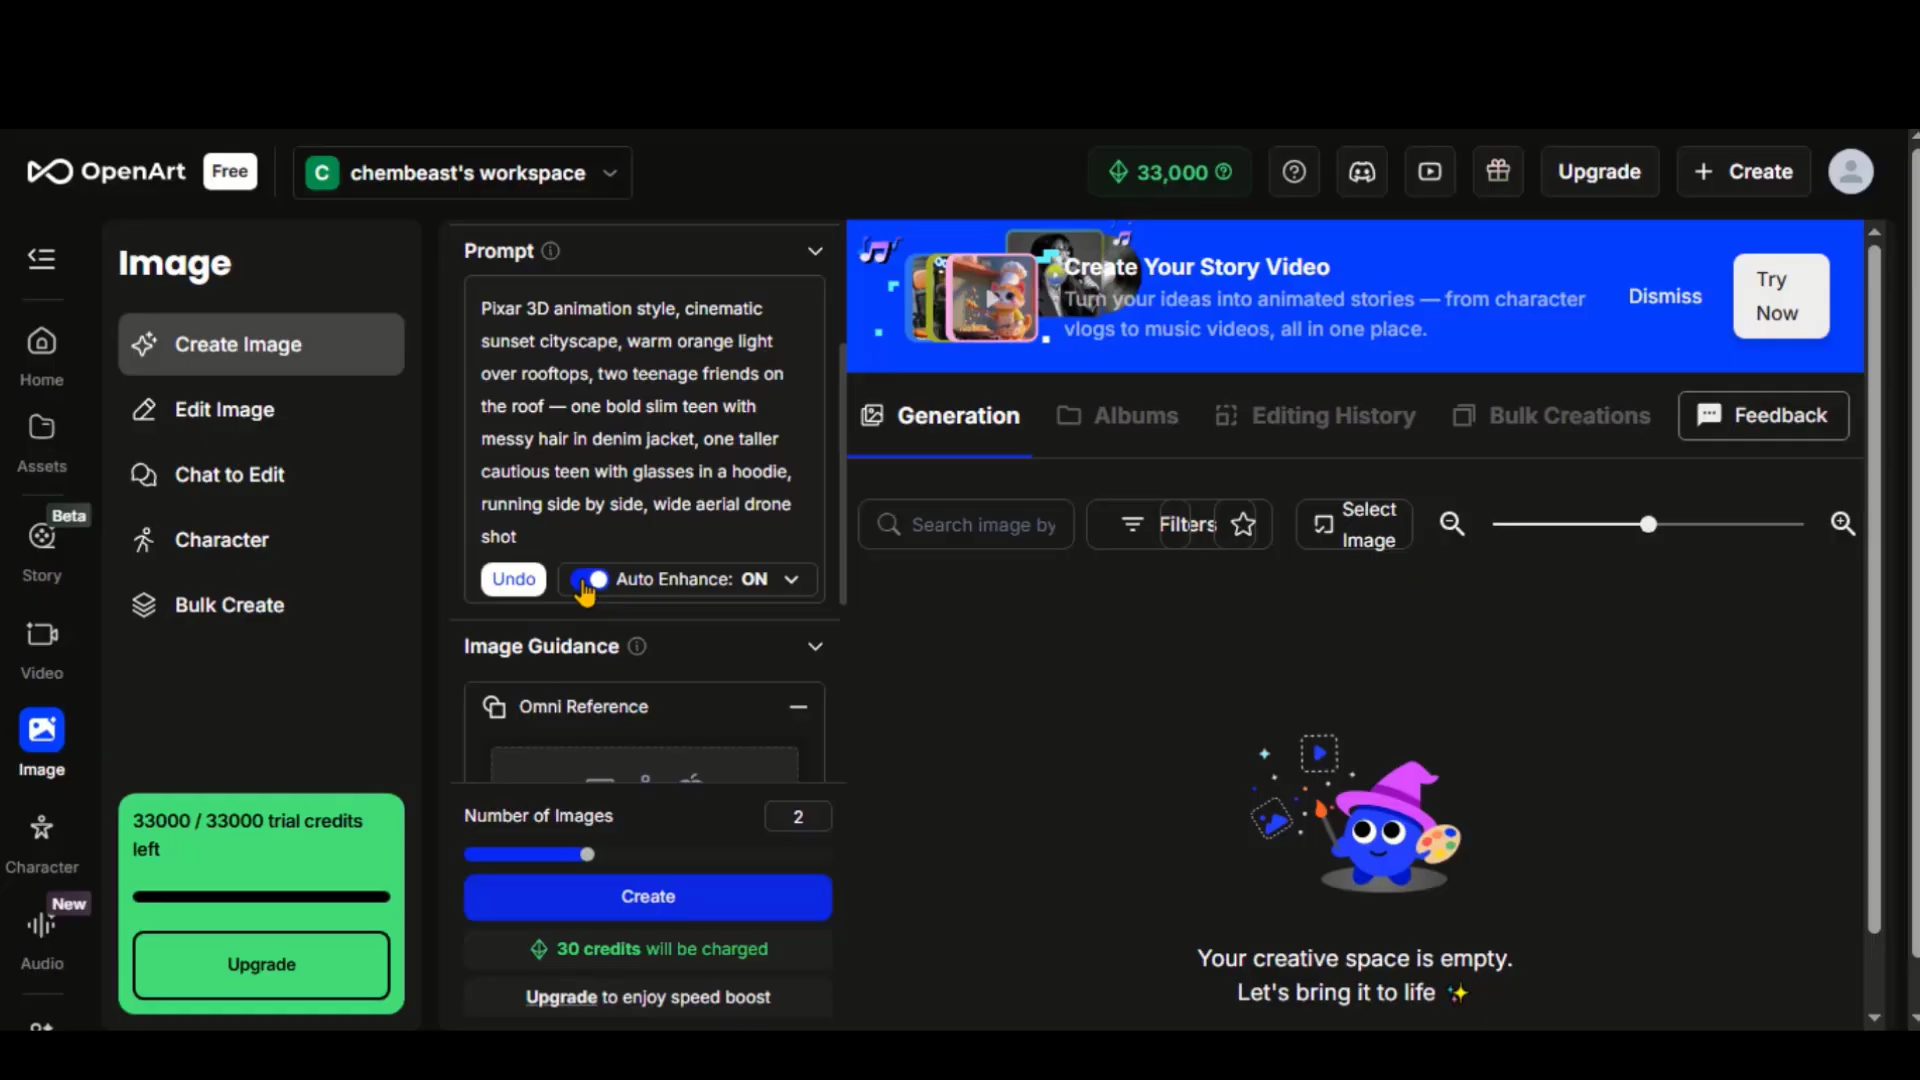 OpenArt
Free
C
chembeast's workspace
33,000
Upgrade
+ Create
Home
Assets
Beta
Story
Video
Image
Character
New
Audio
Image
Create Image
Edit Image
Chat to Edit
Character
Bulk Create
33000 / 33000 trial credits
left
Upgrade
Prompt
Pixar 3D animation style, cinematic
sunset cityscape, warm orange light
over rooftops, two teenage friends on
the roof — one bold slim teen with
messy hair in denim jacket, one taller
cautious teen with glasses in a hoodie,
running side by side, wide aerial drone
shot
Undo
Auto Enhance: ON
Image Guidance
Omni Reference
Number of Images
2
Create
30 credits will be charged
Upgrade to enjoy speed boost
Create Your Story Video
Turn your ideas into animated stories — from character
vlogs to music videos, all in one place.
Dismiss
Try
Now
Generation
Albums
Editing History
Bulk Creations
Feedback
Search image by
Filters
Select
Image
Your creative space is empty.
Let's bring it to life ✨